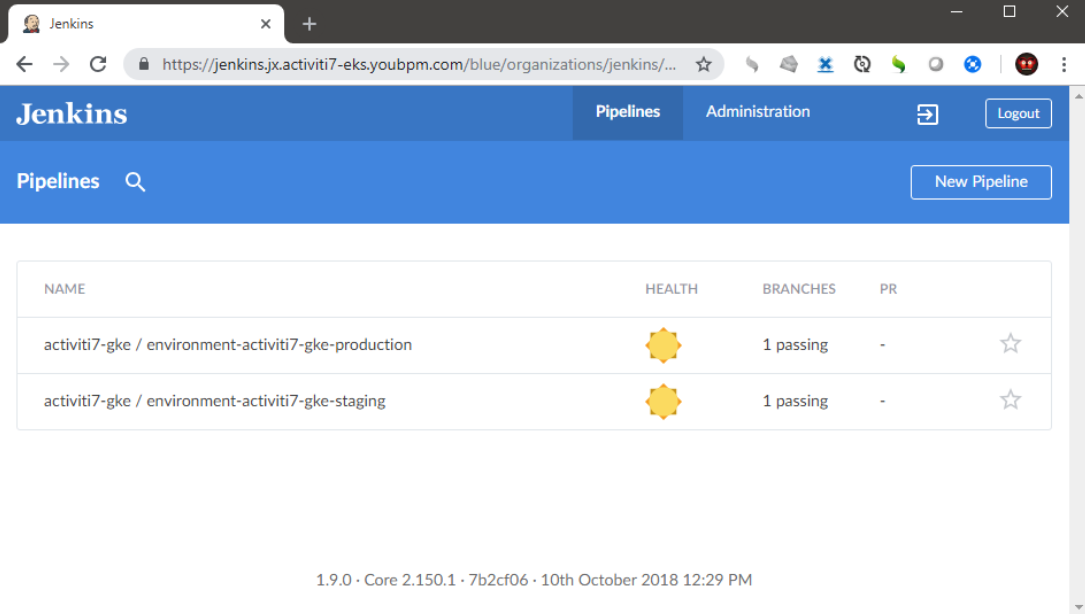 Jenkins
https://jenkins.jx.activiti7-eks.youbpm.com/blue/organizations/jenkins/...
Jenkins Pipelines Administration Logout
Pipelines New Pipeline
NAME HEALTH BRANCHES PR
activiti7-gke / environment-activiti7-gke-production 1 passing -
activiti7-gke / environment-activiti7-gke-staging 1 passing -
1.9.0 · Core 2.150.1 · 7b2cf06 · 10th October 2018 12:29 PM